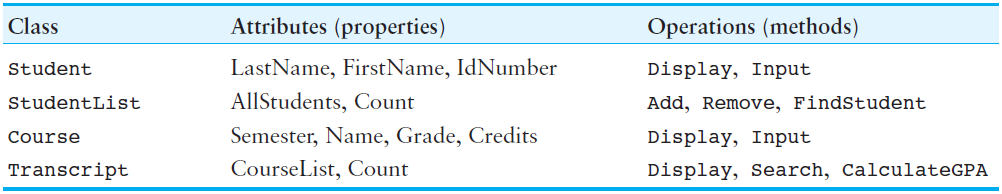 Class Attributes (properties) Operations (methods)
Student LastName, FirstName, IdNumber Display, Input
StudentList AllStudents, Count Add, Remove, FindStudent
Course Semester, Name, Grade, Credits Display, Input
Transcript CourseList, Count Display, Search, CalculateGPA